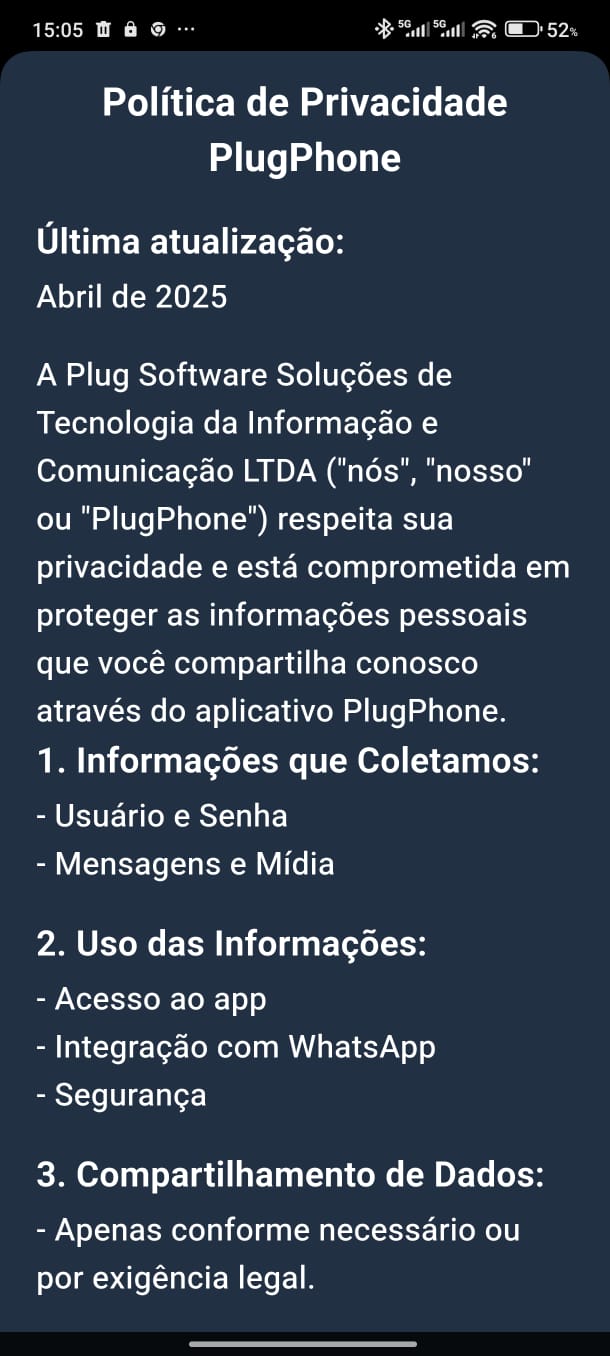 15:05
5G 5G 6 52%
Política de Privacidade
PlugPhone
Última atualização:
Abril de 2025
A Plug Software Soluções de
Tecnologia da Informação e
Comunicação LTDA ("nós", "nosso"
ou "PlugPhone") respeita sua
privacidade e está comprometida em
proteger as informações pessoais
que você compartilha conosco
através do aplicativo PlugPhone.
1. Informações que Coletamos:
- Usuário e Senha
- Mensagens e Mídia
2. Uso das Informações:
- Acesso ao app
- Integração com WhatsApp
- Segurança
3. Compartilhamento de Dados:
- Apenas conforme necessário ou
por exigência legal.